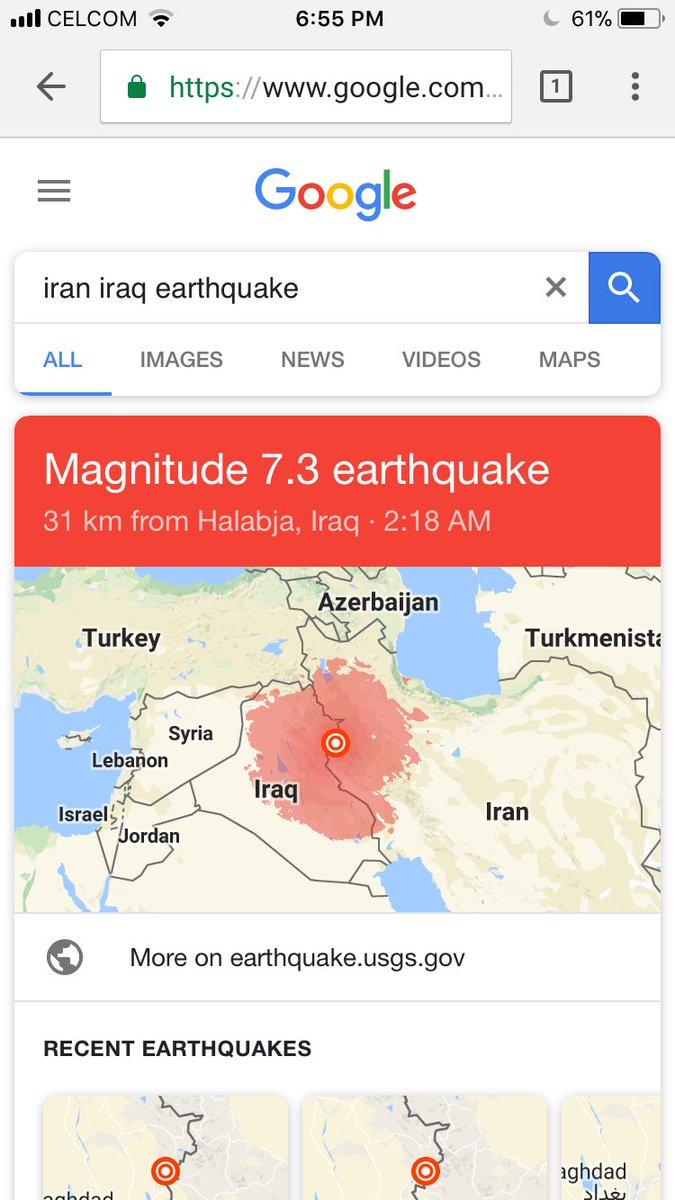 CELCOM 6:55 PM 61%
https://www.google.com...
1
Google
iran iraq earthquake
ALL IMAGES NEWS VIDEOS MAPS
Magnitude 7.3 earthquake
31 km from Halabja, Iraq · 2:18 AM
Azerbaijan
Turkey
Turkmenista
Syria
Lebanon
Iraq
Israel
Iran
Jordan
More on earthquake.usgs.gov
RECENT EARTHQUAKES
aghdad
aghdad
بغداد